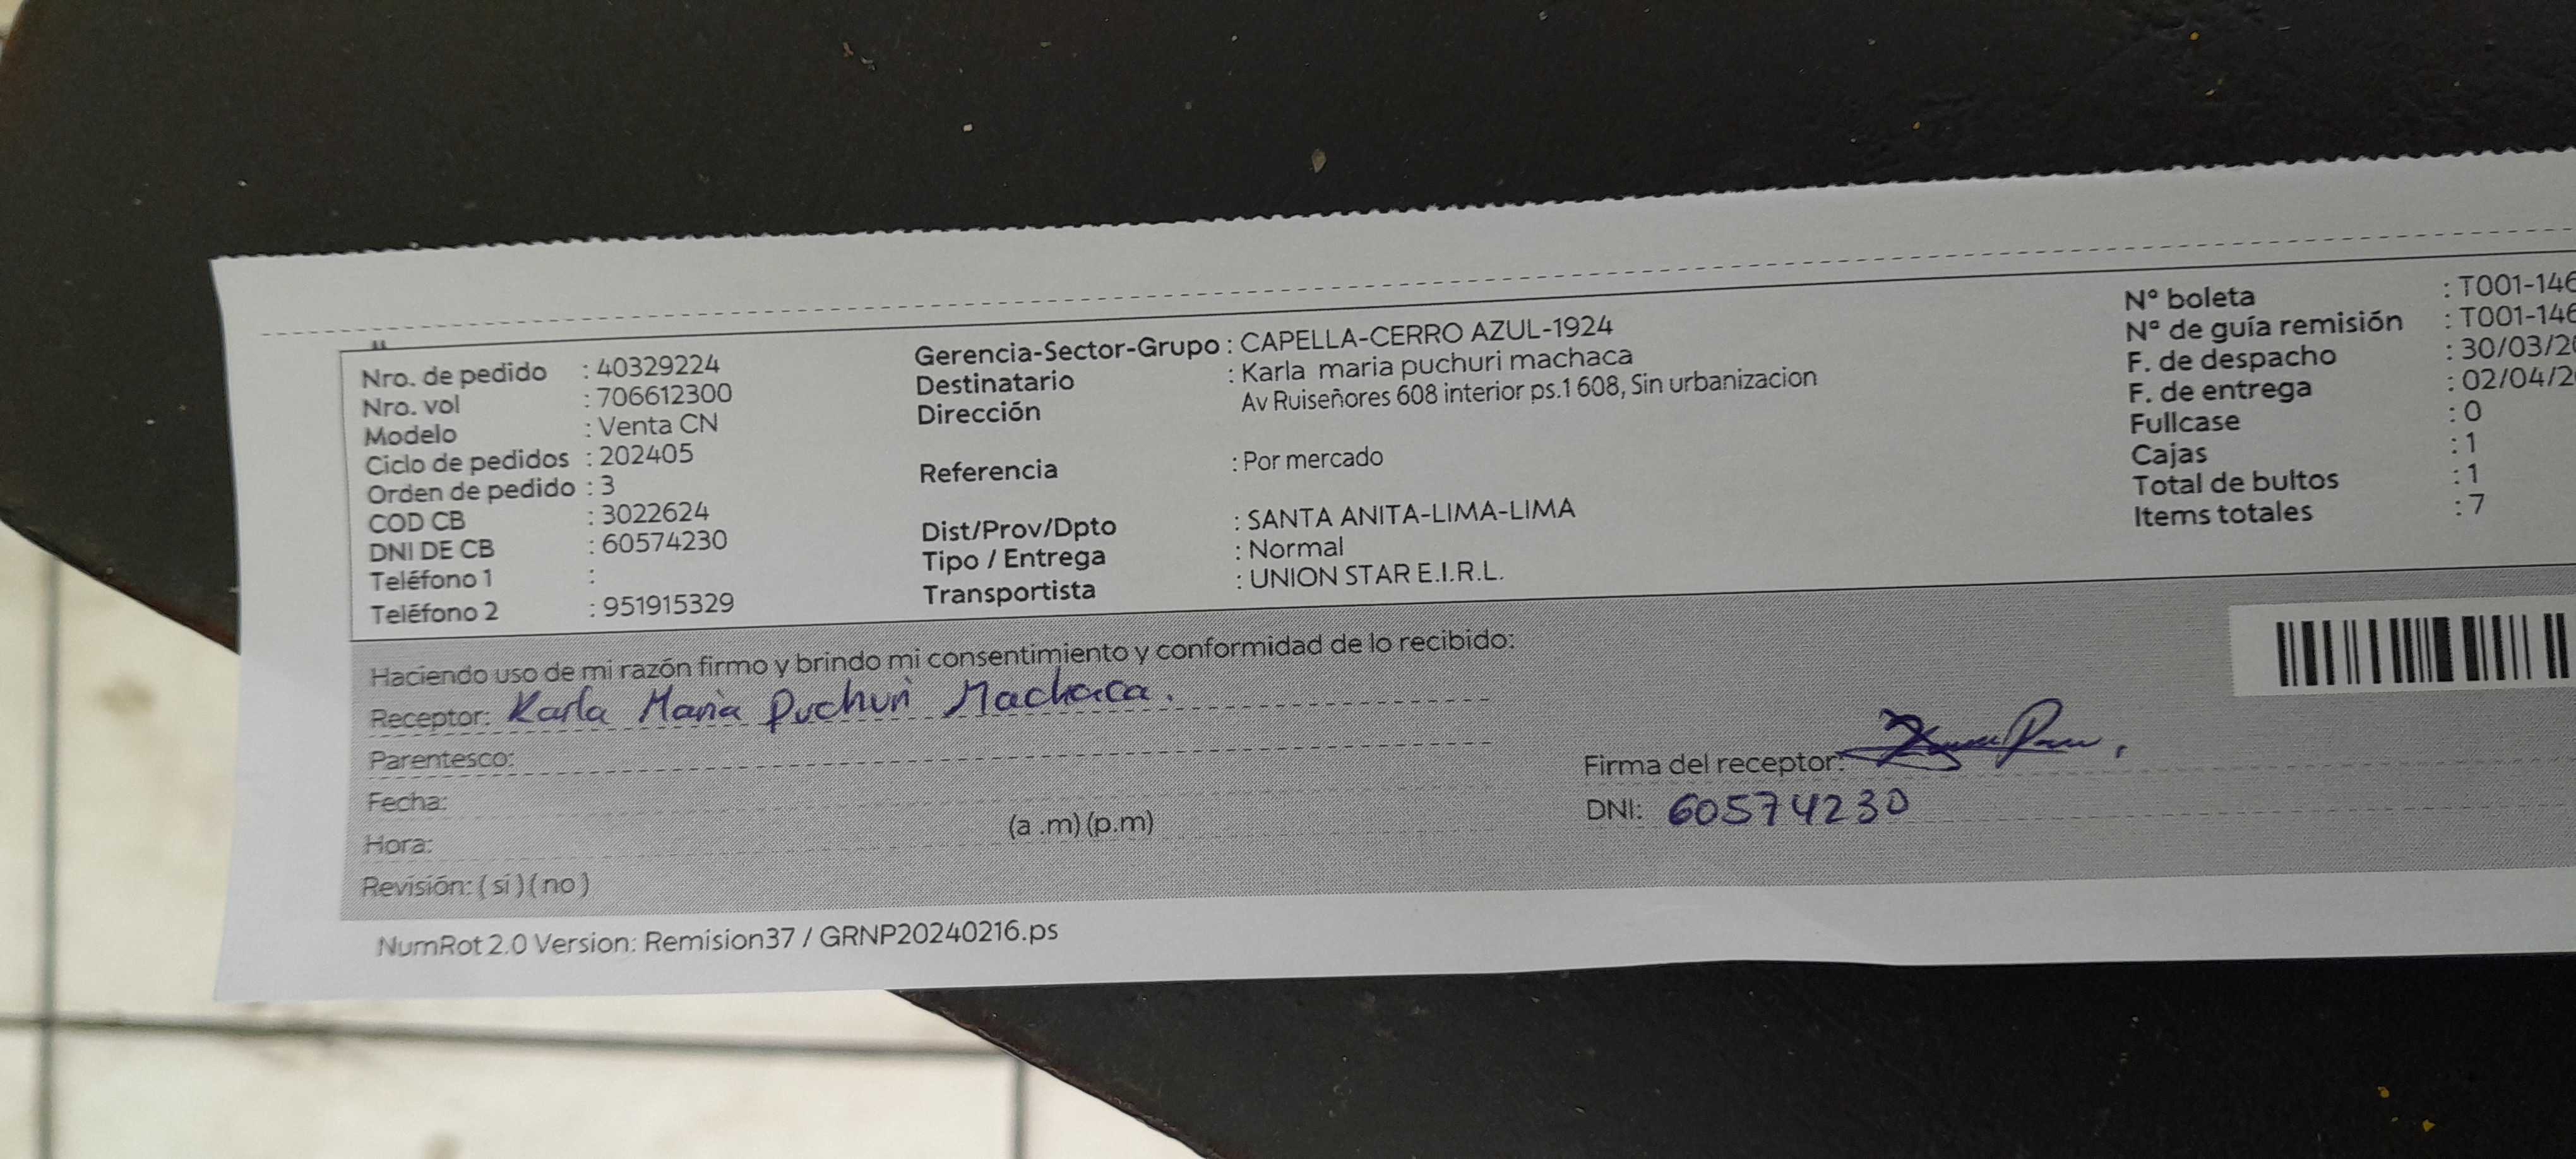 Nro. de pedido : 40329224
Nro. vol : 706612300
Modelo : Venta CN
Ciclo de pedidos : 202405
Orden de pedido : 3
COD CB : 3022624
DNI DE CB : 60574230
Teléfono 1 :
Teléfono 2 : 951915329
Gerencia-Sector-Grupo : CAPELLA-CERRO AZUL-1924
Destinatario : Karla maria puchuri machaca
Dirección Av Ruiseñores 608 interior ps.1 608, Sin urbanizacion
Referencia : Por mercado
Dist/Prov/Dpto : SANTA ANITA-LIMA-LIMA
Tipo / Entrega : Normal
Transportista : UNION STAR E.I.R.L.
Nº boleta : T001-146
Nº de guía remisión : T001-146
F. de despacho : 30/03/20
F. de entrega : 02/04/2
Fullcase : 0
Cajas : 1
Total de bultos : 1
Items totales : 7
Haciendo uso de mi razón firmo y brindo mi consentimiento y conformidad de lo recibido:
Receptor: Karla Maria Puchuri Machaca.
Parentesco:
Fecha:
Hora: (a .m) (p.m)
Revisión: ( si ) ( no )
Firma del receptor:
DNI: 60574230
NumRot 2.0 Version: Remision37 / GRNP20240216.ps